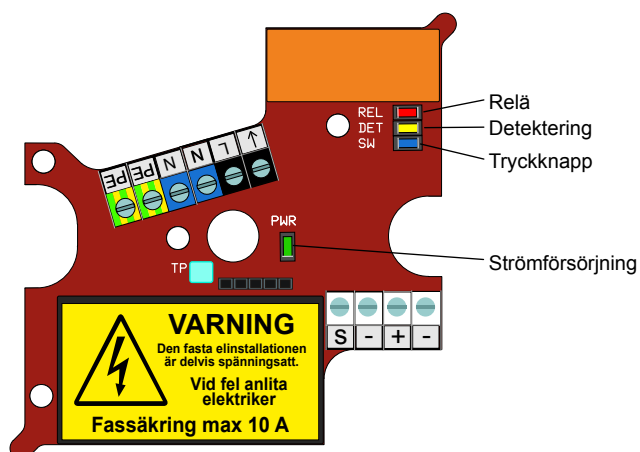 REL
DET
SW
Relä
Detektering
Tryckknapp
PE PE N N L ↑
PWR
Strömförsörjning
TP
S - + -
VARNING
Den fasta elinstallationen
är delvis spänningsatt.
Vid fel anlita
elektriker
Fassäkring max 10 A